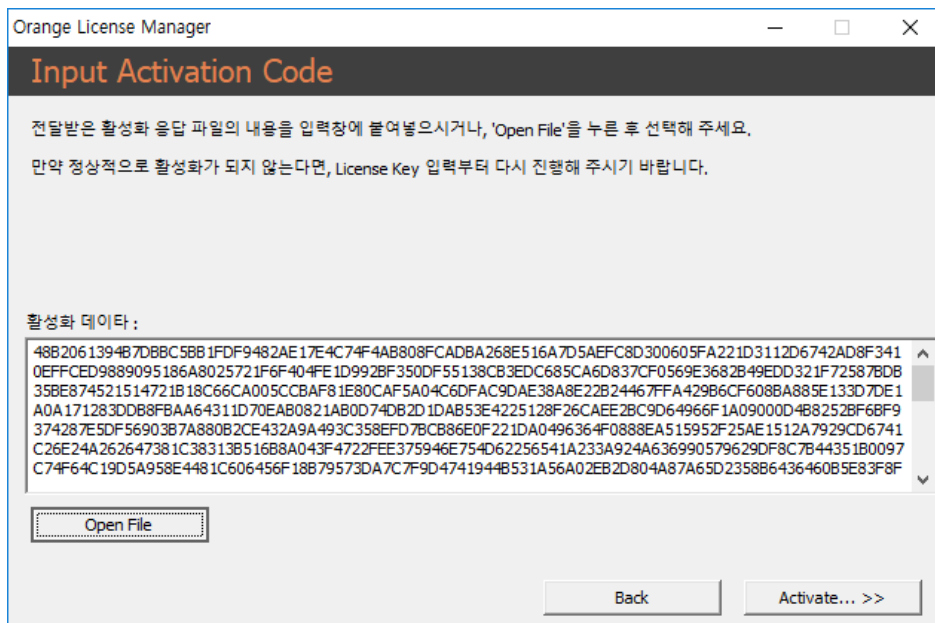 Orange License Manager
Input Activation Code
전달받은 활성화 응답 파일의 내용을 입력창에 붙여넣으시거나, 'Open File'을 누른 후 선택해 주세요.
만약 정상적으로 활성화가 되지 않는다면, License Key 입력부터 다시 진행해 주시기 바랍니다.
활성화 데이타 :
48B2061394B7DBBC5BB1FDF9482AE17E4C74F4AB808FCADBA268E516A7D5AEFC8D300605FA221D3112D6742AD8F341
0EFFCED9889095186A8025721F6F404FE1D992BF350DF55138CB3EDC685CA6D837CF0569E3682B49EDD321F72587BDB
35BE874521514721B18C66CA005CCBAF81E80CAF5A04C6DFAC9DAE38A8E22B24467FFA429B6CF608BA885E133D7DE1
A0A171283DDB8FBAA64311D70EAB0821AB0D74DB2D1DAB53E4225128F26CAEE2BC9D64966F1A09000D4B8252BF6BF9
374287E5DF56903B7A880B2CE432A9A493C358EFD7BCB86E0F221DA0496364F0888EA515952F25AE1512A7929CD6741
C26E24A262647381C38313B516B8A043F4722FEE375946E754D62256541A233A924A636990579629DF8C7B44351B0097
C74F64C19D5A958E4481C606456F18B79573DA7C7F9D4741944B531A56A02EB2D804A87A65D2358B6436460B5E83F8F
Open File
Back
Activate... >>